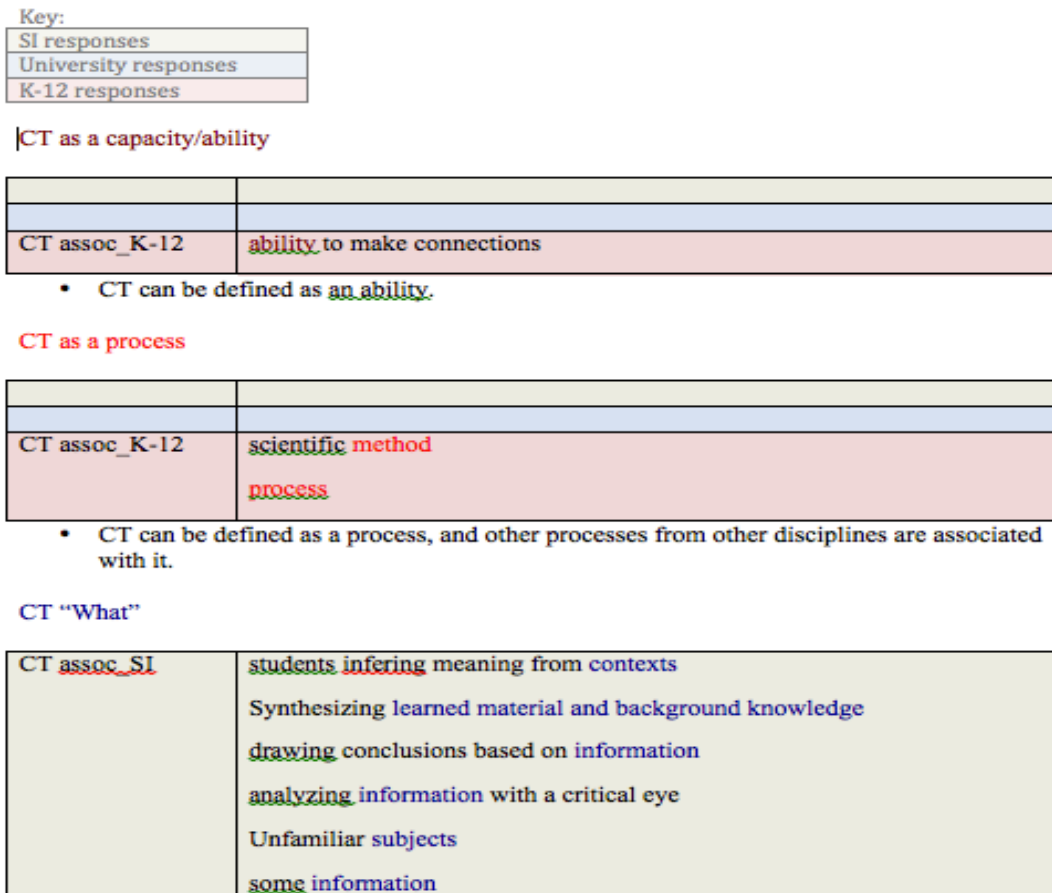 Key:
SI responses
University responses
K-12 responses
CT as a capacity/ability
CT assoc_K-12 ability to make connections
• CT can be defined as an ability.
CT as a process
CT assoc_K-12 scientific method
process
• CT can be defined as a process, and other processes from other disciplines are associated
with it.
CT “What”
CT assoc_SI students infering meaning from contexts
Synthesizing learned material and background knowledge
drawing conclusions based on information
analyzing information with a critical eye
Unfamiliar subjects
some information